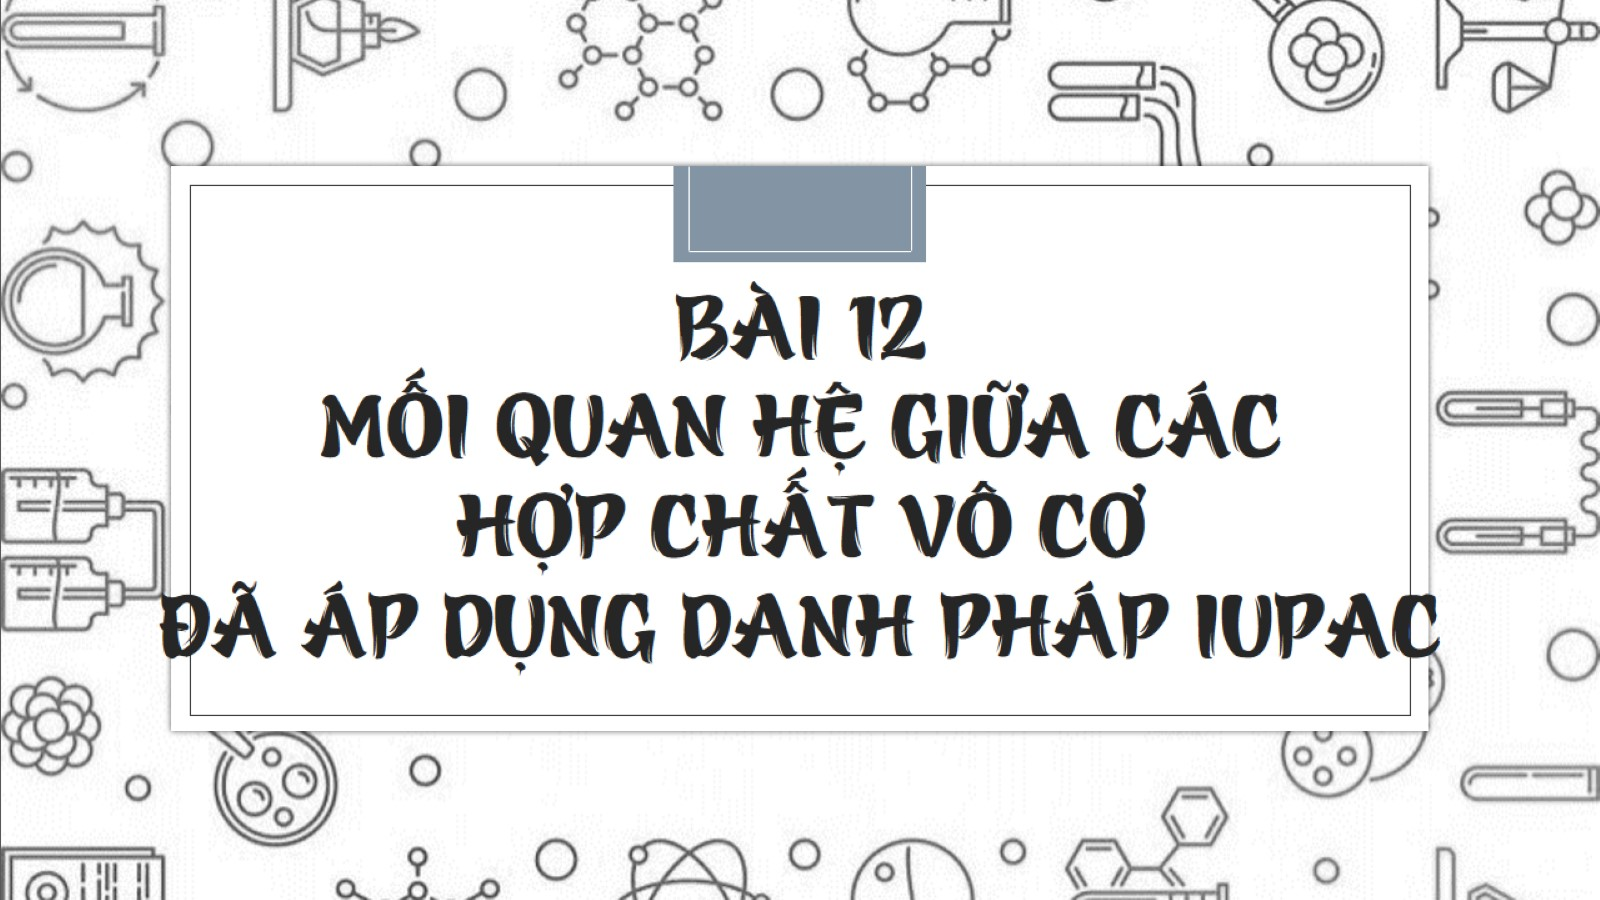 BÀI 12
MỐI QUAN HỆ GIỮA CÁC
HỢP CHẤT VÔ CƠ
ĐÃ ÁP DỤNG DANH PHÁP IUPAC